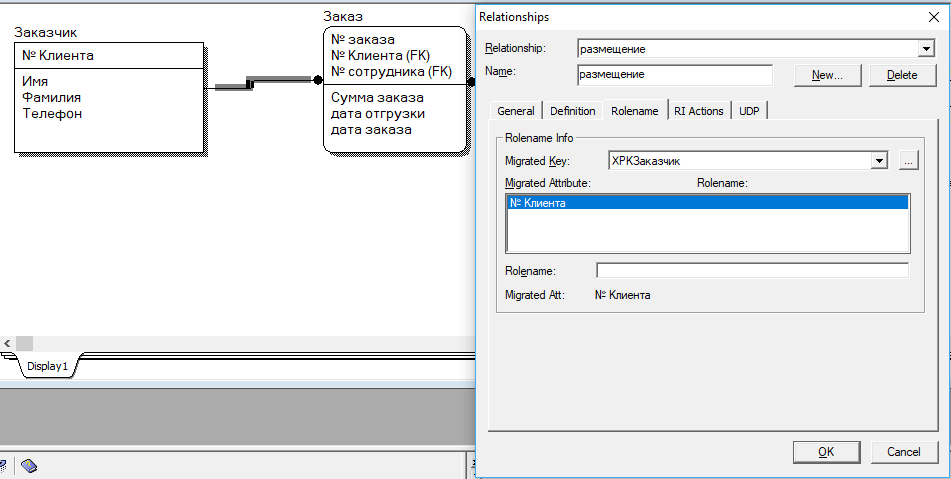 Заказчик
№ Клиента
Имя
Фамилия
Телефон
Заказ
№ заказа
№ Клиента (FK)
№ сотрудника (FK)
Сумма заказа
дата отгрузки
дата заказа
Display1
Relationships
Relationship:
размещение
Name:
размещение
New...
Delete
General
Definition
Rolename
RI Actions
UDP
Rolename Info
Migrated Key:
ХРКЗаказчик
...
Migrated Attribute:
Rolename:
№ Клиента
Rolename:
Migrated Att:
№ Клиента
OK
Cancel